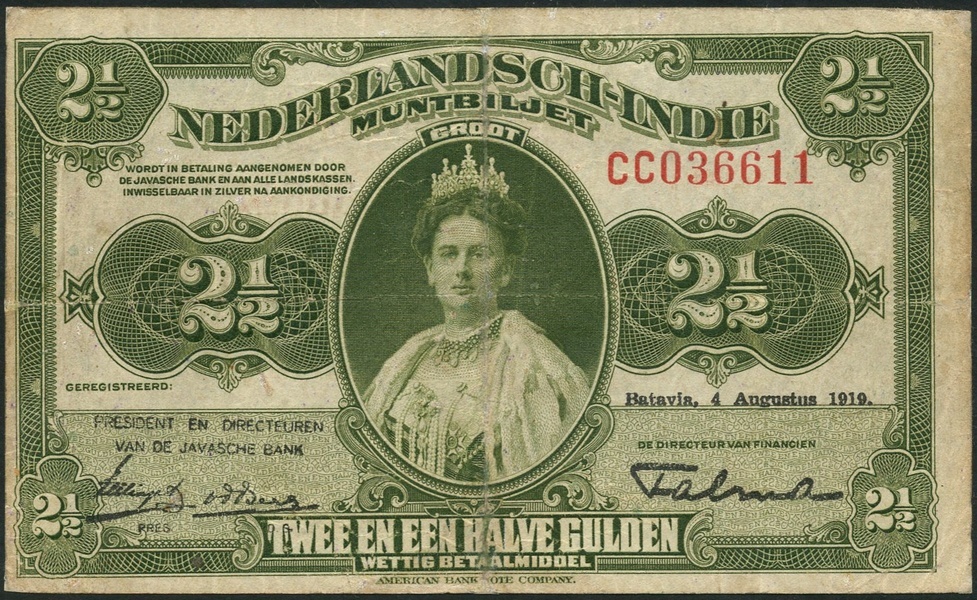 2½ 2½
NEDERLANDSCH-INDIE
MUNTBILJET
GROOT
WORDT IN BETALING AANGENOMEN DOOR
DE JAVASCHE BANK EN AAN ALLE LANDS KASSEN.
INWISSELBAAR IN ZILVER NA AANKONDIGING.
CC036611
2½ 2½
GEREGISTREERD:
Batavia, 4 Augustus 1919.
PRESIDENT EN DIRECTEUREN
VAN DE JAVASCHE BANK
DE DIRECTEUR VAN FINANCIEN
PRES
2½ 2½
TWEE EN EEN HALVE GULDEN
WETTIG BETAALMIDDEL
AMERICAN BANK NOTE COMPANY.